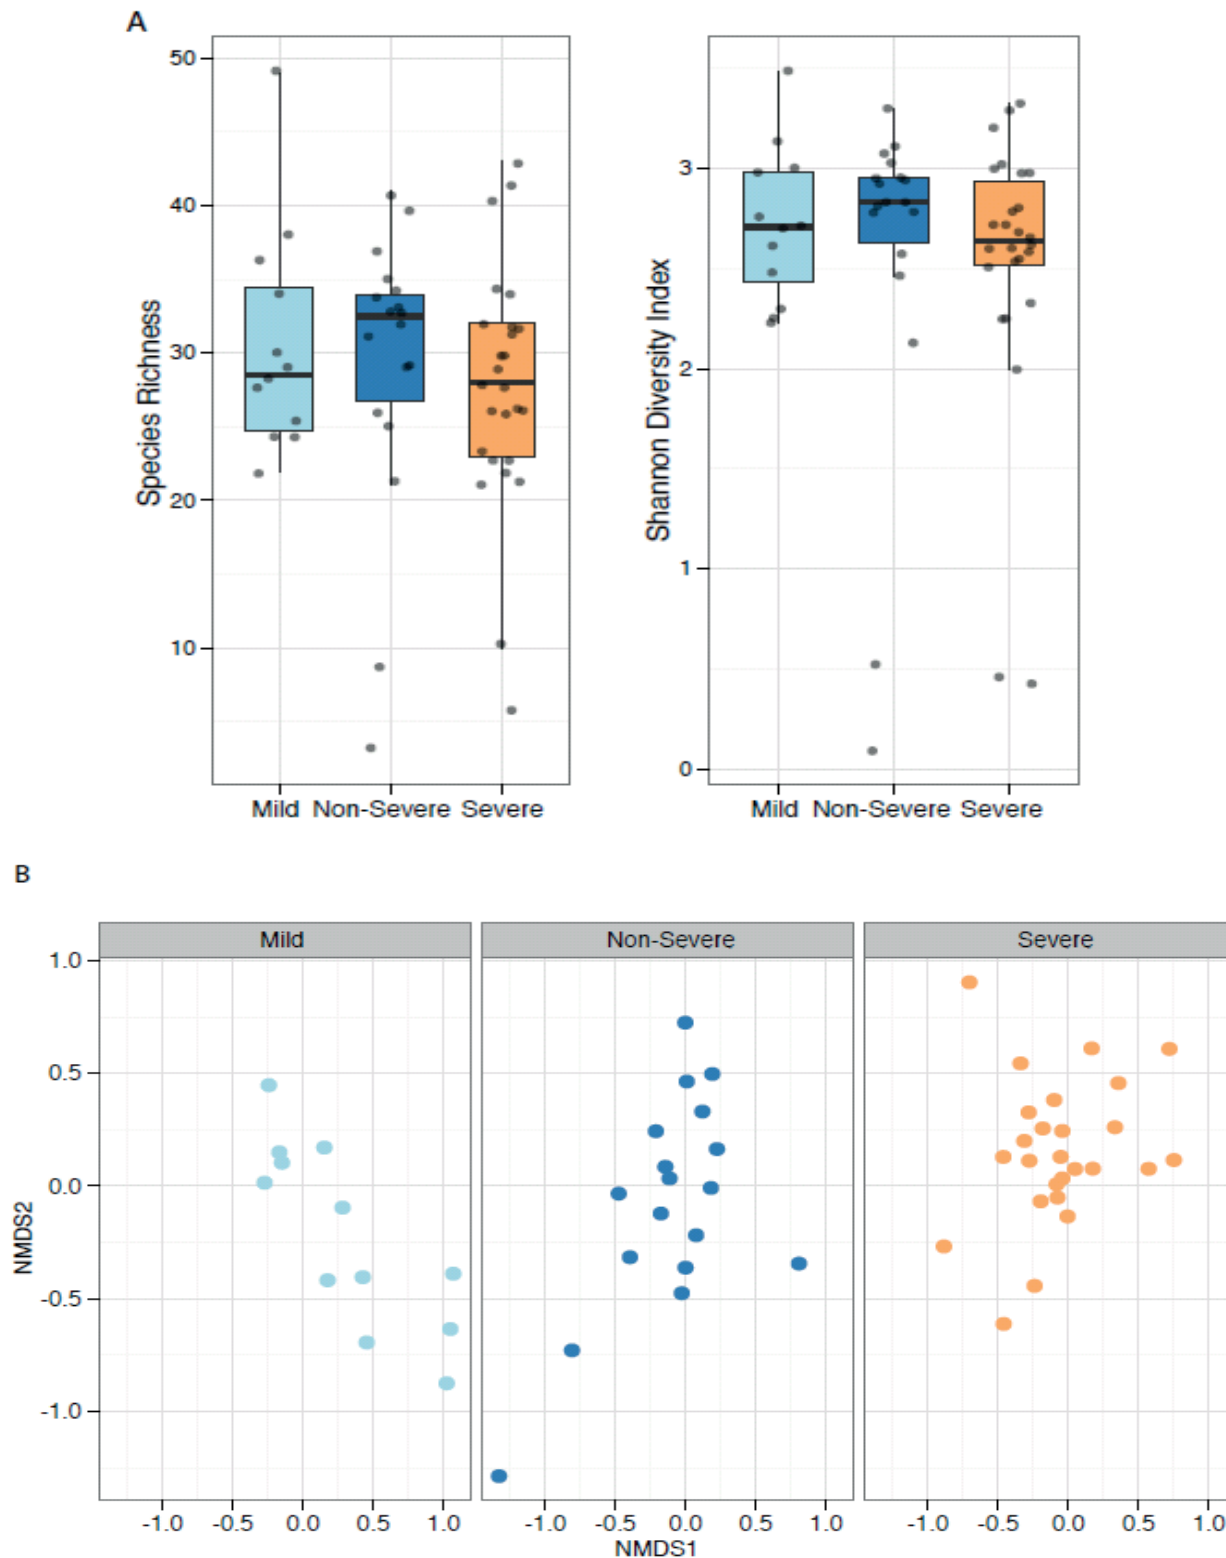 A
Species Richness
50
40
30
20
10
Mild Non-Severe Severe
Shannon Diversity Index
3
2
1
0
Mild Non-Severe Severe
B
Mild Non-Severe Severe
NMDS2
1.0
0.5
0.0
-0.5
-1.0
-1.0 -0.5 0.0 0.5 1.0 -1.0 -0.5 0.0 0.5 1.0 -1.0 -0.5 0.0 0.5 1.0
NMDS1